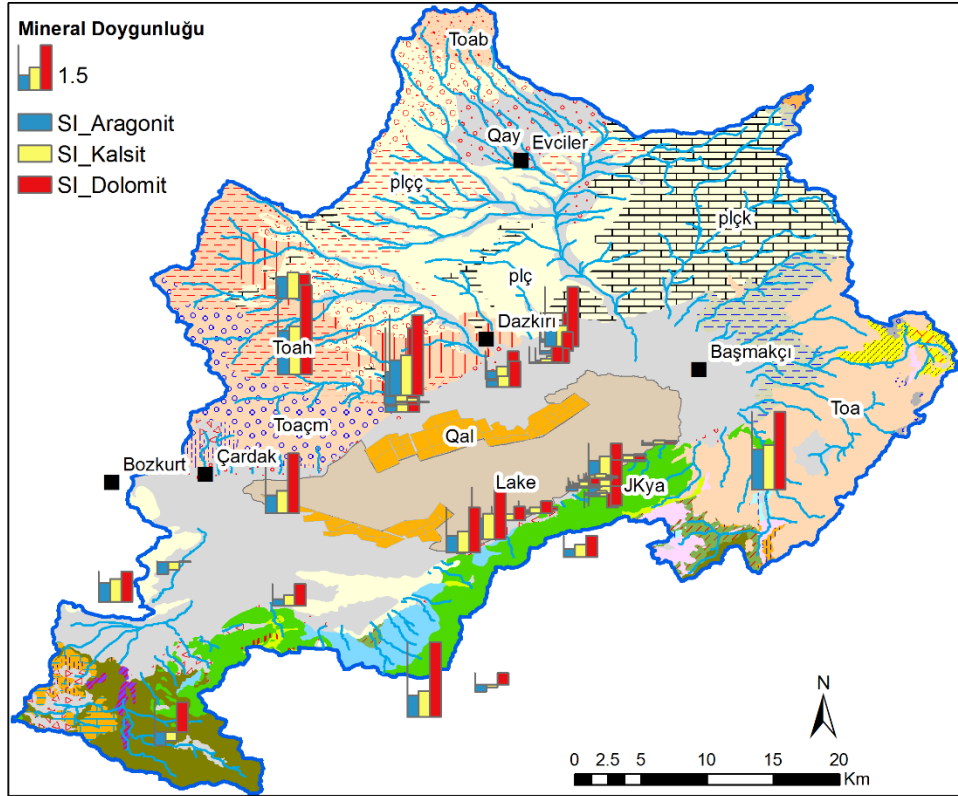 Mineral Doygunluğu
1.5
SI_Aragonit
SI_Kalsit
SI_Dolomit
Toab
Qay
Evciler
plçç
plçk
plç
Dazkırı
Toah
Başmakçı
Toa
Toaçm
Qal
Çardak
Bozkurt
Lake
JKya
N
0 2.5 5 10 15 20
Km